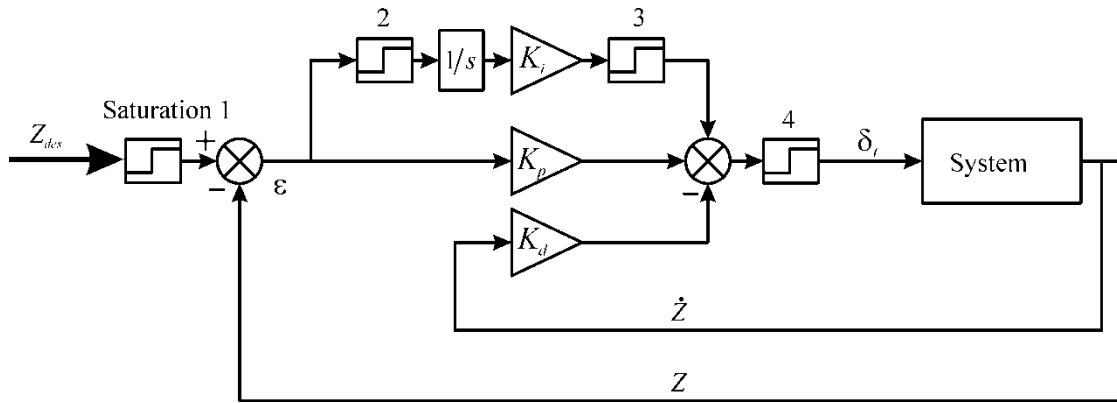 2
3
1/s
K_i
Saturation 1
Z_des
+
−
ε
K_p
−
4
δ_t
System
K_d
Ż
Z